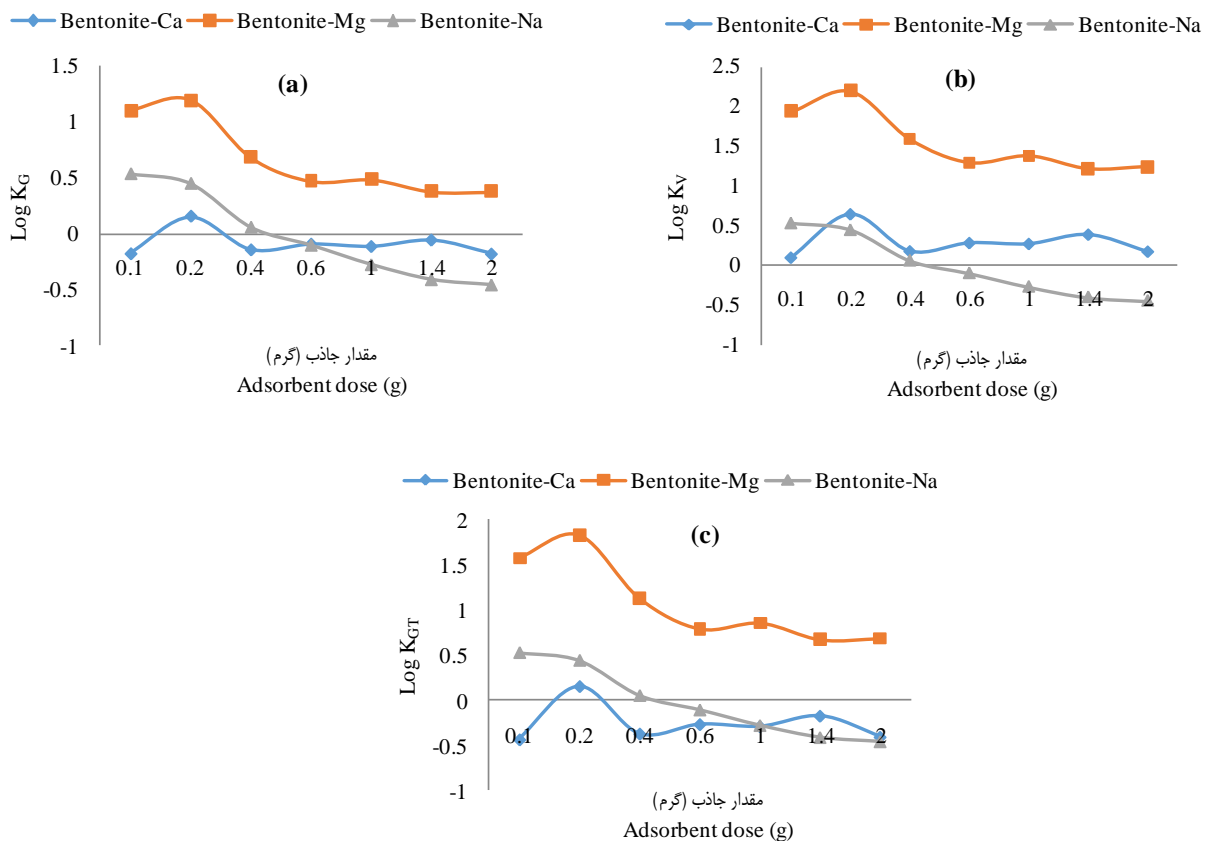 Bentonite-Ca Bentonite-Mg Bentonite-Na
(a)
1.5
1
0.5
0
-0.5
-1
Log K_G
0.1 0.2 0.4 0.6 1 1.4 2
مقدار جاذب (گرم)
Adsorbent dose (g)
Bentonite-Ca Bentonite-Mg Bentonite-Na
(b)
2.5
2
1.5
1
0.5
0
-0.5
-1
Log K_V
0.1 0.2 0.4 0.6 1 1.4 2
مقدار جاذب (گرم)
Adsorbent dose (g)
Bentonite-Ca Bentonite-Mg Bentonite-Na
(c)
2
1.5
1
0.5
0
-0.5
-1
Log K_GT
0.1 0.2 0.4 0.6 1 1.4 2
مقدار جاذب (گرم)
Adsorbent dose (g)